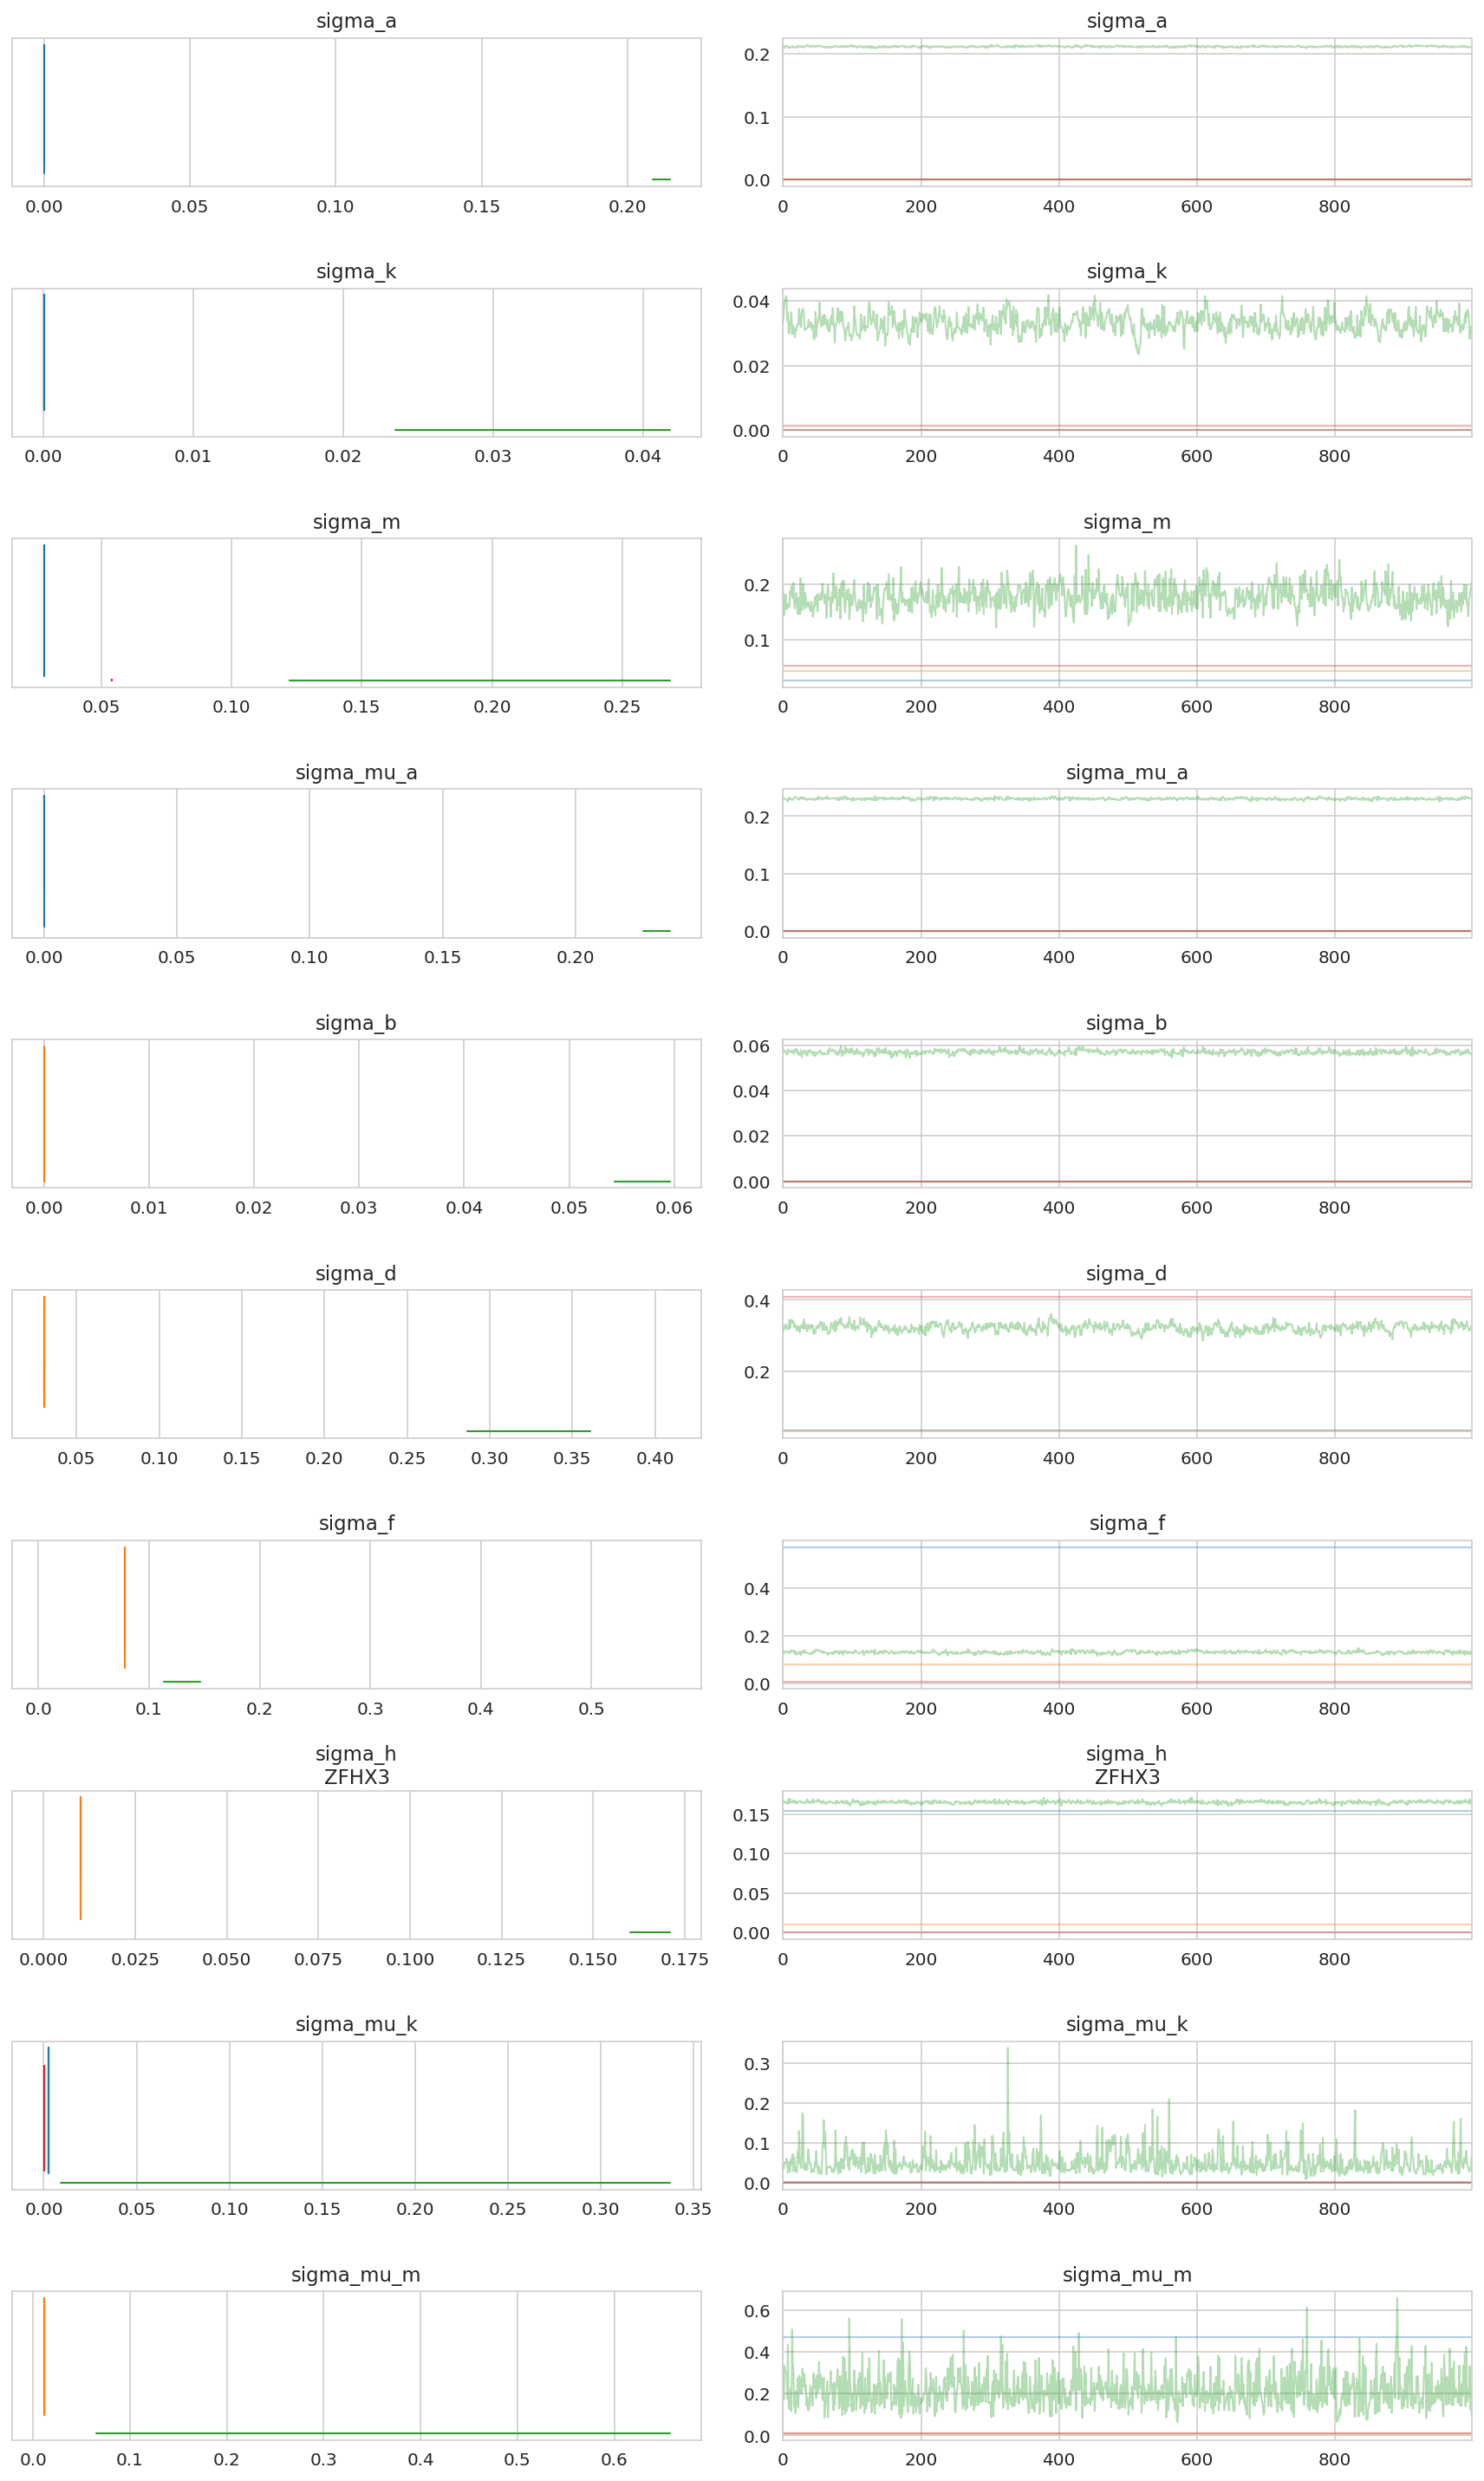 sigma_a sigma_a
0.2
0.1
0.0
0.00 0.05 0.10 0.15 0.20 0 200 400 600 800
sigma_k sigma_k
0.04
0.02
0.00
0.00 0.01 0.02 0.03 0.04 0 200 400 600 800
sigma_m sigma_m
0.2
0.1
0.05 0.10 0.15 0.20 0.25 0 200 400 600 800
sigma_mu_a sigma_mu_a
0.2
0.1
0.0
0.00 0.05 0.10 0.15 0.20 0 200 400 600 800
sigma_b sigma_b
0.06
0.04
0.02
0.00
0.00 0.01 0.02 0.03 0.04 0.05 0.06 0 200 400 600 800
sigma_d sigma_d
0.4
0.2
0.05 0.10 0.15 0.20 0.25 0.30 0.35 0.40 0 200 400 600 800
sigma_f sigma_f
0.4
0.2
0.0
0.0 0.1 0.2 0.3 0.4 0.5 0 200 400 600 800
sigma_h sigma_h
ZFHX3 ZFHX3
0.15
0.10
0.05
0.00
0.000 0.025 0.050 0.075 0.100 0.125 0.150 0.175 0 200 400 600 800
sigma_mu_k sigma_mu_k
0.3
0.2
0.1
0.0
0.00 0.05 0.10 0.15 0.20 0.25 0.30 0.35 0 200 400 600 800
sigma_mu_m sigma_mu_m
0.6
0.4
0.2
0.0
0.0 0.1 0.2 0.3 0.4 0.5 0.6 0 200 400 600 800